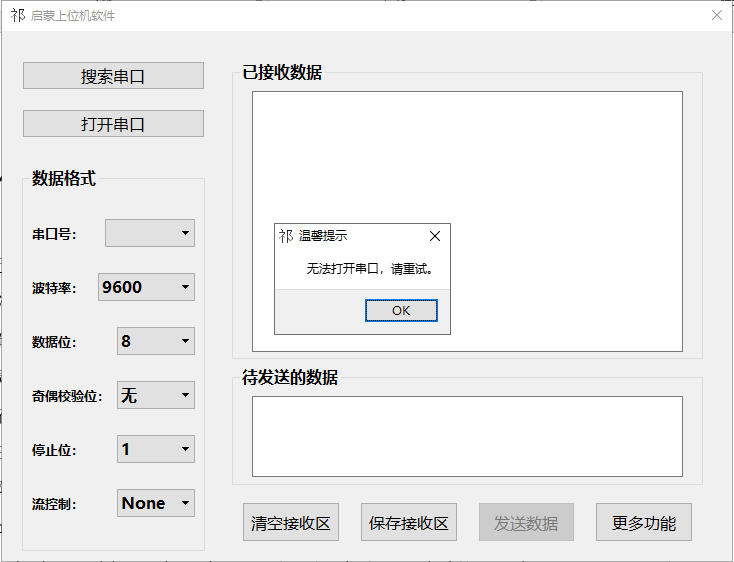 祁 启蒙上位机软件
搜索串口
打开串口
数据格式
串口号：
波特率： 9600
数据位： 8
奇偶校验位： 无
停止位： 1
流控制： None
已接收数据
祁 温馨提示
无法打开串口，请重试。
OK
待发送的数据
清空接收区 保存接收区 发送数据 更多功能